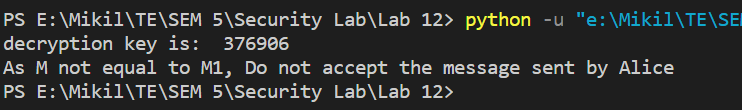 PS E:\Mikil\TE\SEM 5\Security Lab\Lab 12> python -u "e:\Mikil\TE\SE
decryption key is:  376906
As M not equal to M1, Do not accept the message sent by Alice
PS E:\Mikil\TE\SEM 5\Security Lab\Lab 12>